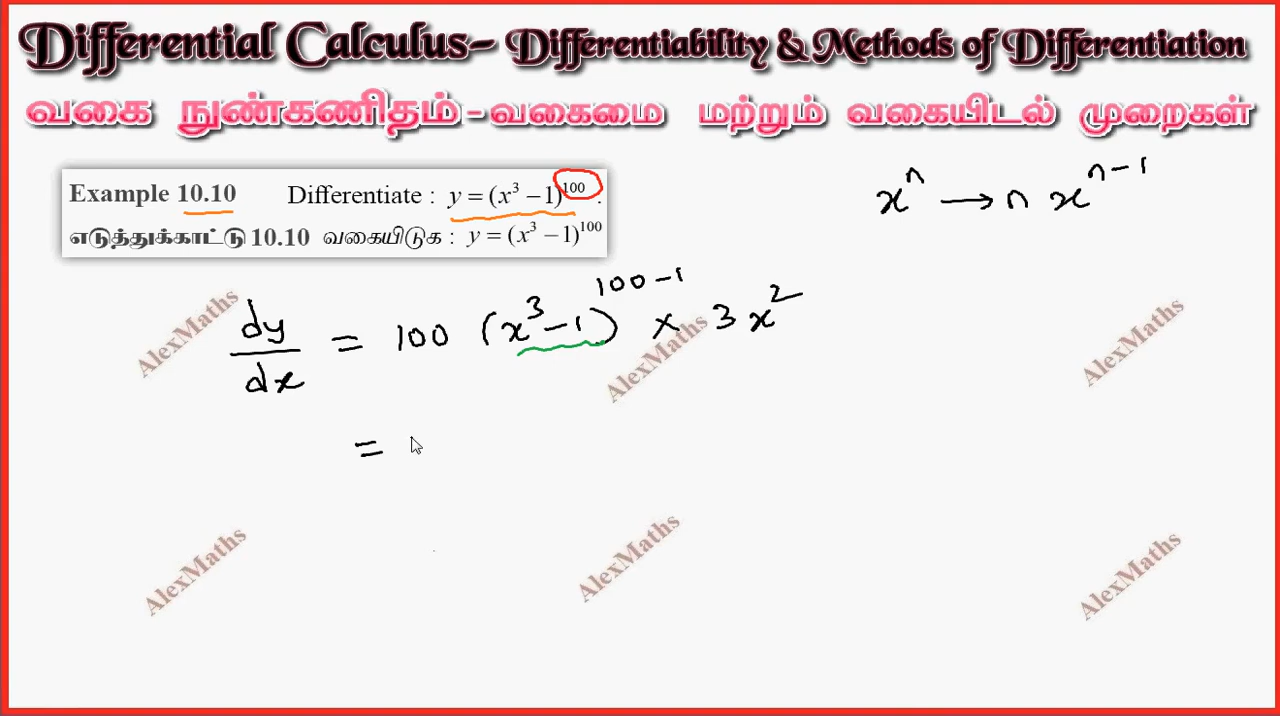 Differential Calculus- Differentiability & Methods of Differentiation
வகை நுண்கணிதம் - வகைமை மற்றும் வகையிடல் முறைகள்
Example 10.10 Differentiate : y = (x³ − 1)¹⁰⁰ .
எடுத்துக்காட்டு 10.10 வகையிடுக : y = (x³ − 1)¹⁰⁰
xⁿ → n xⁿ⁻¹
dy/dx = 100 (x³ − 1)¹⁰⁰⁻¹ × 3x²
=
AlexMaths
AlexMaths
AlexMaths
AlexMaths
AlexMaths
AlexMaths